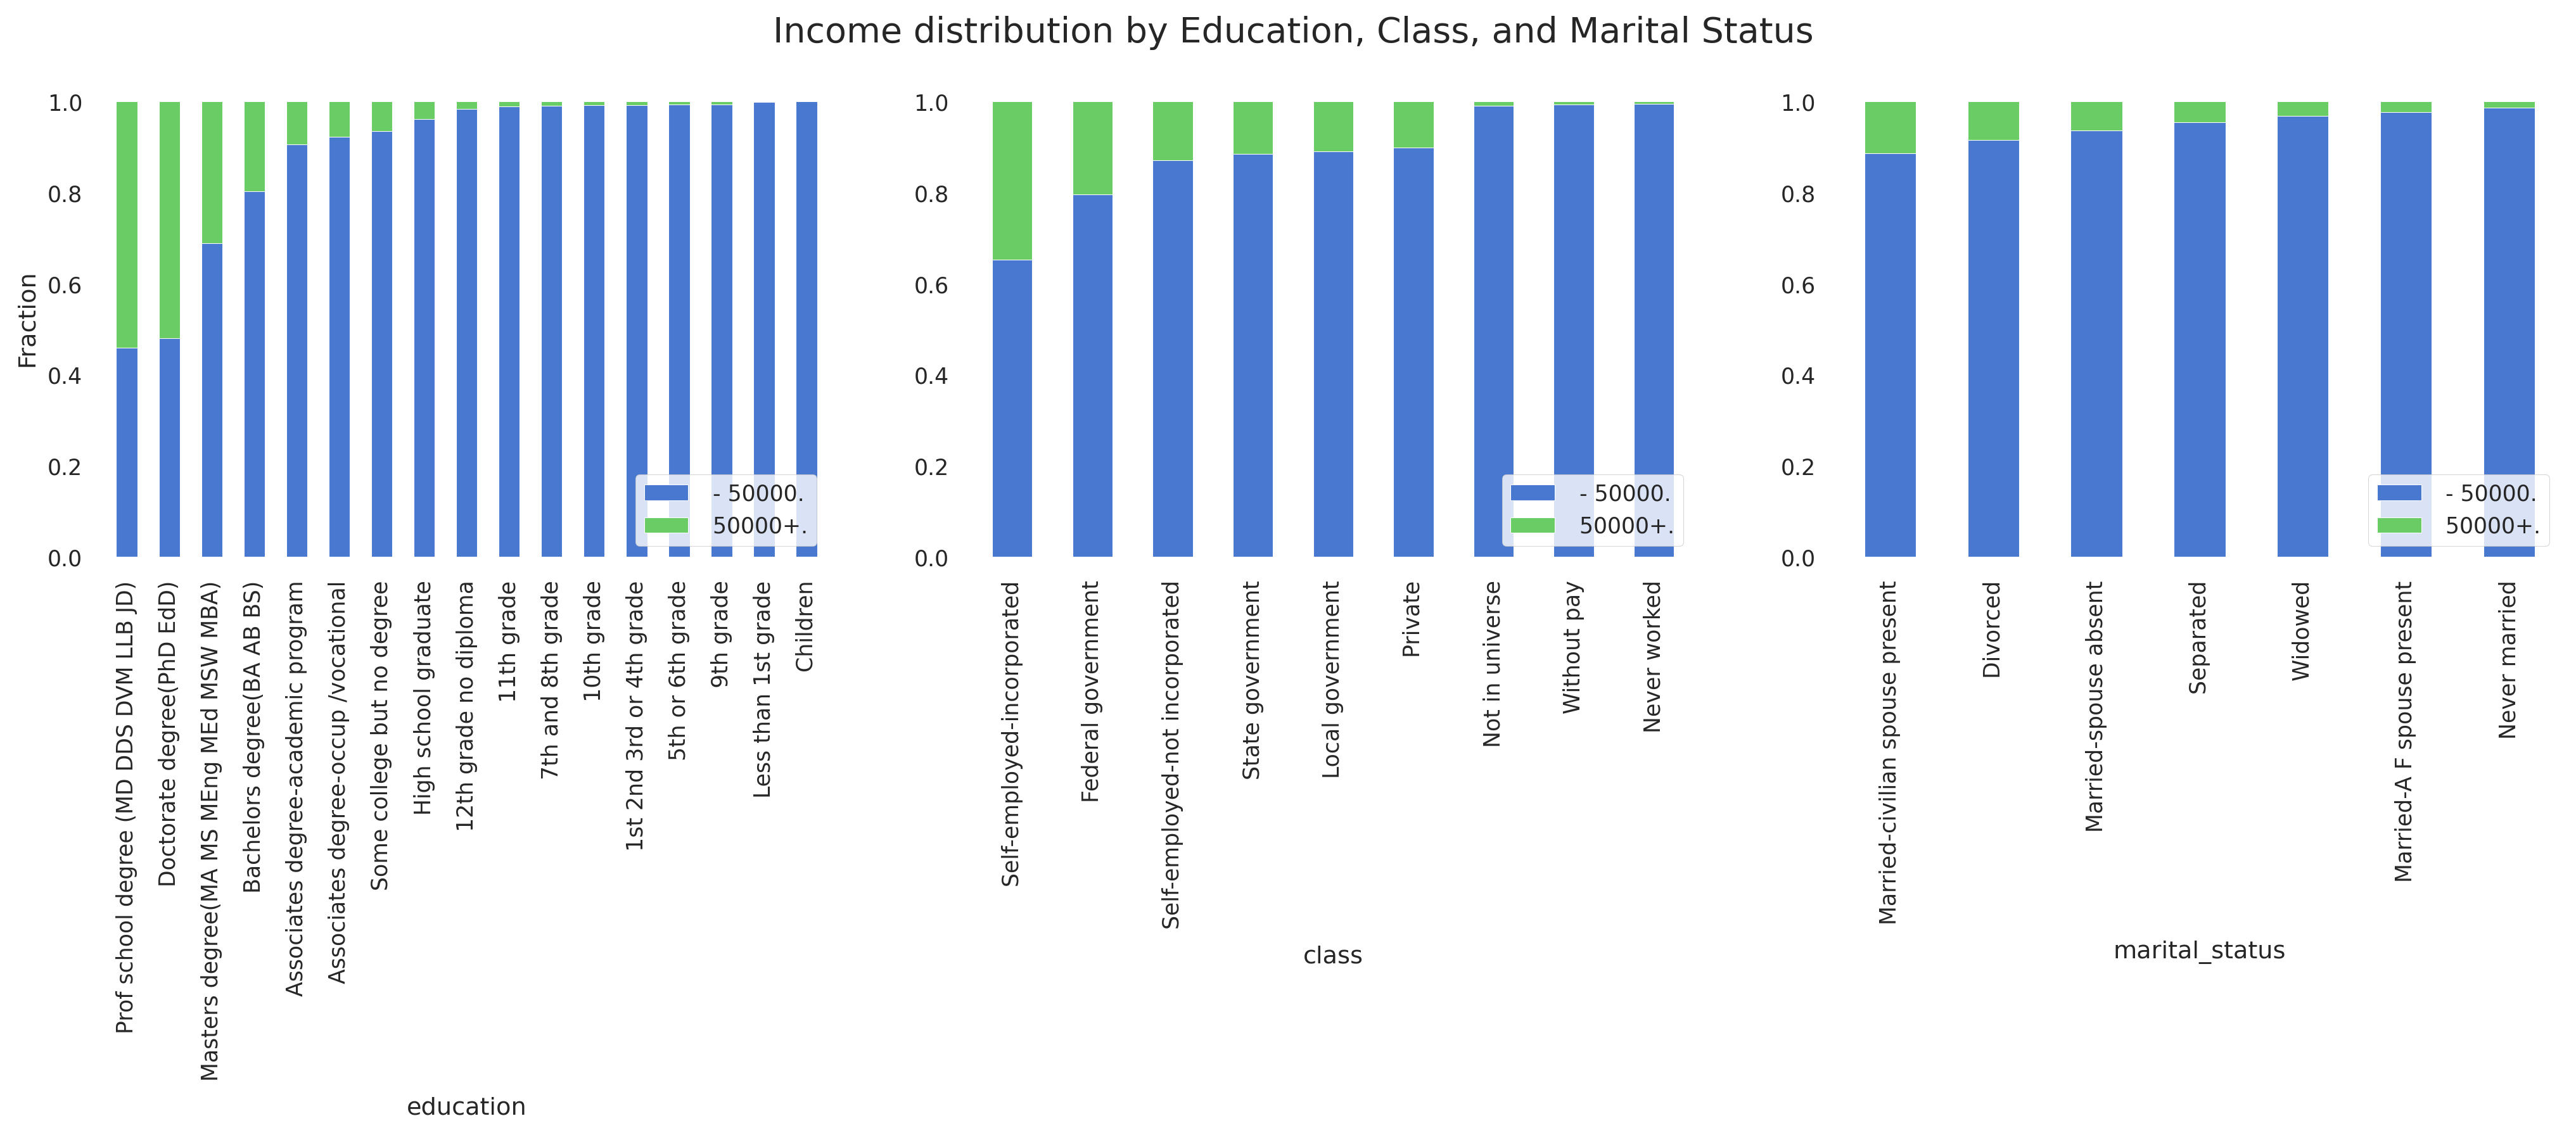 Income distribution by Education, Class, and Marital Status
Fraction
1.0
0.8
0.6
0.4
0.2
0.0
- 50000.
50000+.
Prof school degree (MD DDS DVM LLB JD)
Doctorate degree(PhD EdD)
Masters degree(MA MS MEng MEd MSW MBA)
Bachelors degree(BA AB BS)
Associates degree-academic program
Associates degree-occup /vocational
Some college but no degree
High school graduate
12th grade no diploma
11th grade
7th and 8th grade
10th grade
1st 2nd 3rd or 4th grade
5th or 6th grade
9th grade
Less than 1st grade
Children
education
1.0
0.8
0.6
0.4
0.2
0.0
- 50000.
50000+.
Self-employed-incorporated
Federal government
Self-employed-not incorporated
State government
Local government
Private
Not in universe
Without pay
Never worked
class
1.0
0.8
0.6
0.4
0.2
0.0
- 50000.
50000+.
Married-civilian spouse present
Divorced
Married-spouse absent
Separated
Widowed
Married-A F spouse present
Never married
marital_status